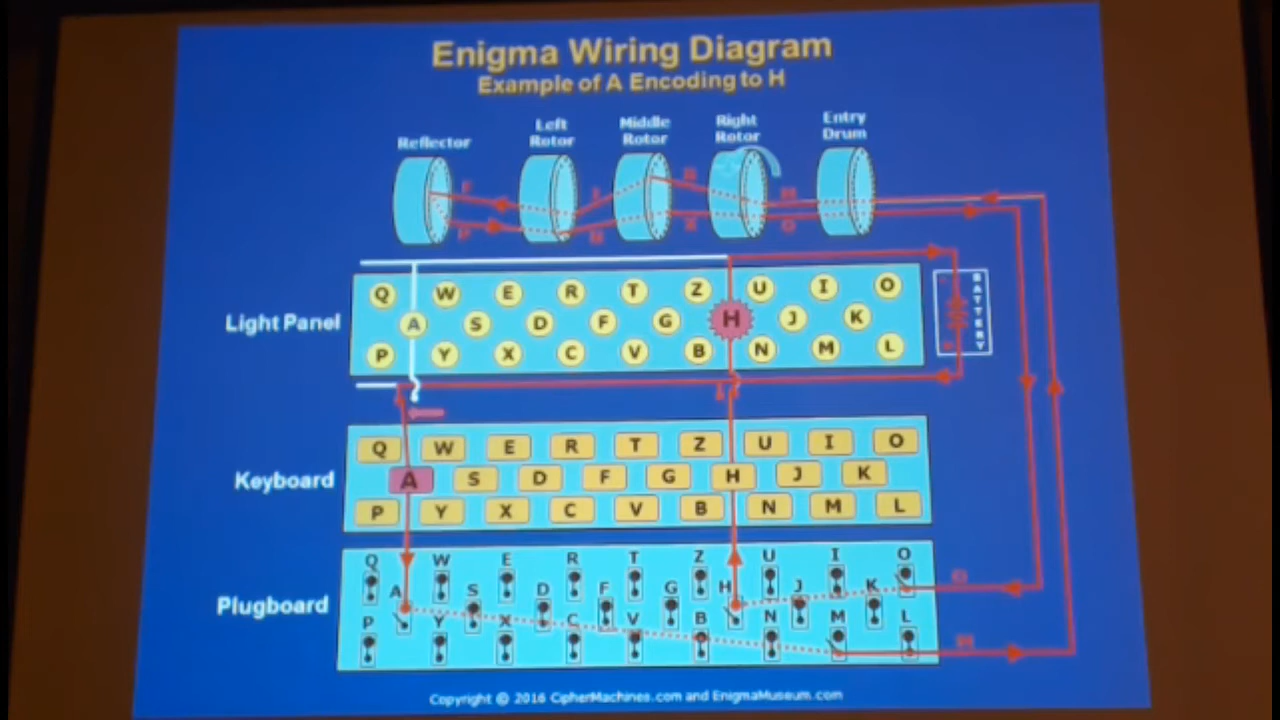 Enigma Wiring Diagram
Example of A Encoding to H
Reflector
Left Rotor
Middle Rotor
Right Rotor
Entry Drum
Light Panel
Q W E R T Z U I O
A S D F G H J K
P Y X C V B N M L
BATTERY
Keyboard
Q W E R T Z U I O
A S D F G H J K
P Y X C V B N M L
Plugboard
Q W E R T Z U I O
A S D F G H J K
P Y X C V B N M L
O
M
Copyright © 2016 CipherMachines.com and EnigmaMuseum.com